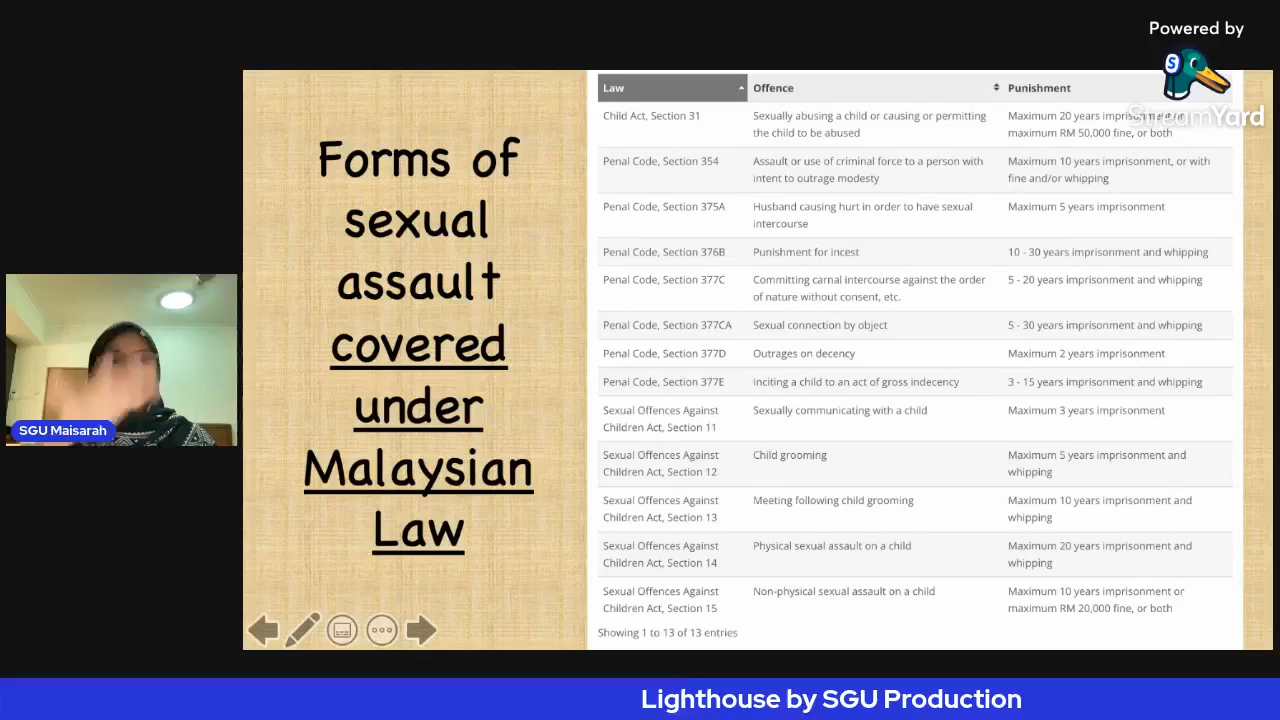 Powered by
StreamYard
Forms of
sexual
assault
covered
under
Malaysian
Law
Law Offence Punishment
Child Act, Section 31 Sexually abusing a child or causing or permitting Maximum 20 years imprisonment or
the child to be abused maximum RM 50,000 fine, or both
Penal Code, Section 354 Assault or use of criminal force to a person with Maximum 10 years imprisonment, or with
intent to outrage modesty fine and/or whipping
Penal Code, Section 375A Husband causing hurt in order to have sexual Maximum 5 years imprisonment
intercourse
Penal Code, Section 376B Punishment for incest 10 - 30 years imprisonment and whipping
Penal Code, Section 377C Committing carnal intercourse against the order 5 - 20 years imprisonment and whipping
of nature without consent, etc.
Penal Code, Section 377CA Sexual connection by object 5 - 30 years imprisonment and whipping
Penal Code, Section 377D Outrages on decency Maximum 2 years imprisonment
Penal Code, Section 377E Inciting a child to an act of gross indecency 3 - 15 years imprisonment and whipping
Sexual Offences Against Sexually communicating with a child Maximum 3 years imprisonment
Children Act, Section 11
Sexual Offences Against Child grooming Maximum 5 years imprisonment and
Children Act, Section 12 whipping
Sexual Offences Against Meeting following child grooming Maximum 10 years imprisonment and
Children Act, Section 13 whipping
Sexual Offences Against Physical sexual assault on a child Maximum 20 years imprisonment and
Children Act, Section 14 whipping
Sexual Offences Against Non-physical sexual assault on a child Maximum 10 years imprisonment or
Children Act, Section 15 maximum RM 20,000 fine, or both
Showing 1 to 13 of 13 entries
SGU Maisarah
Lighthouse by SGU Production